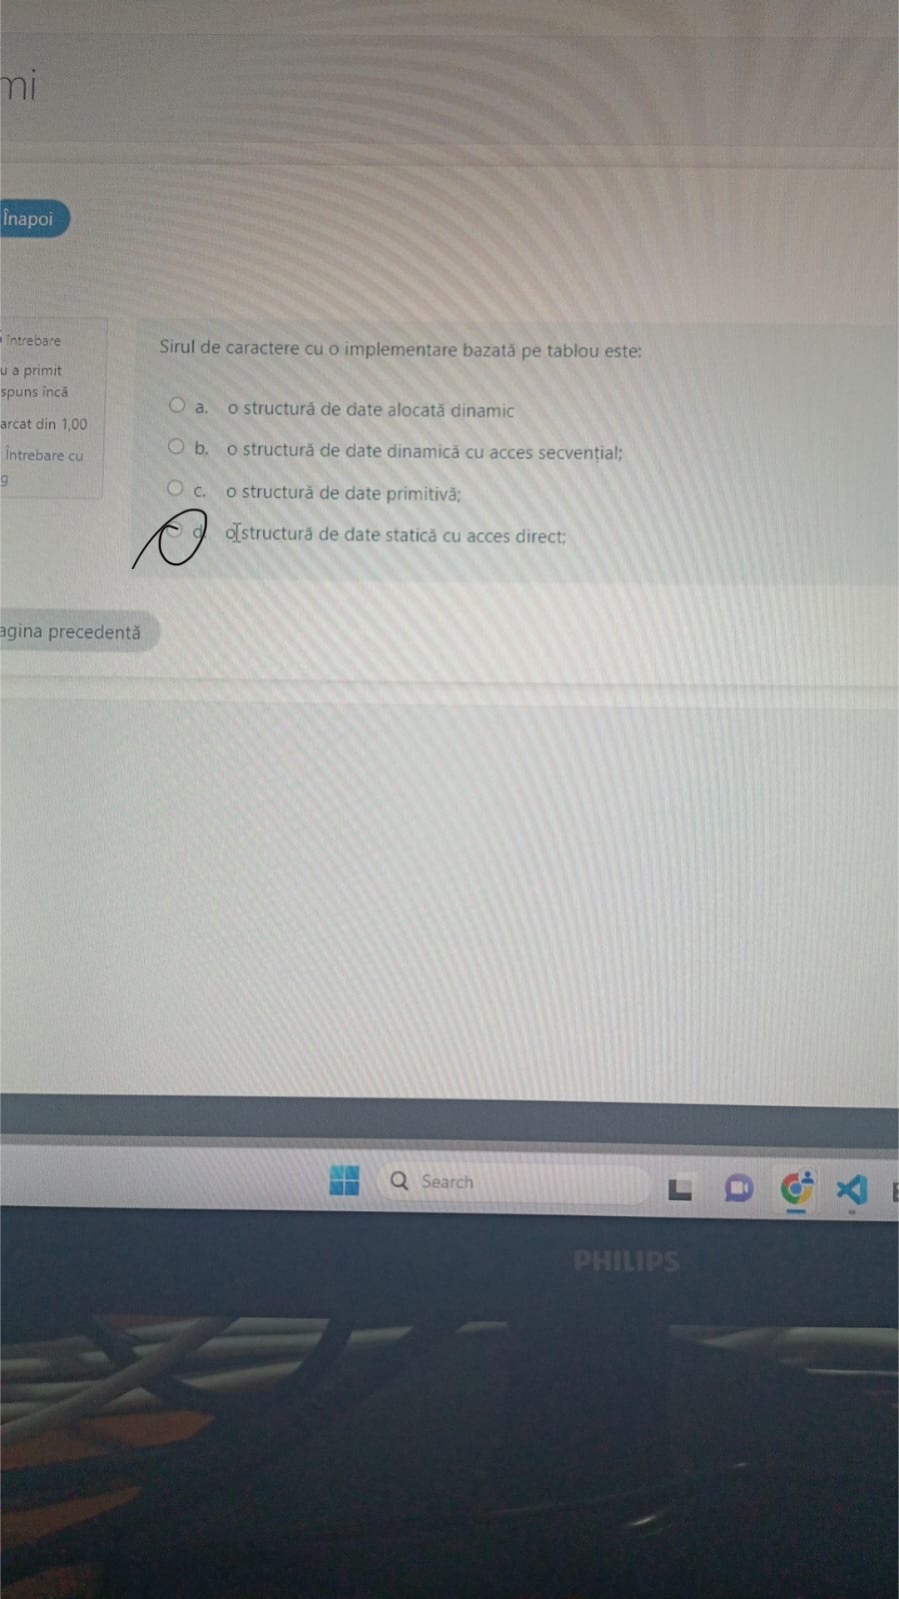 mi
Înapoi
întrebare
u a primit
spuns încă
arcat din 1,00
Întrebare cu
g
Sirul de caractere cu o implementare bazată pe tablou este:
a. o structură de date alocată dinamic
b. o structură de date dinamică cu acces secvențial;
c. o structură de date primitivă;
d. o structură de date statică cu acces direct;
agina precedentă
Search
PHILIPS